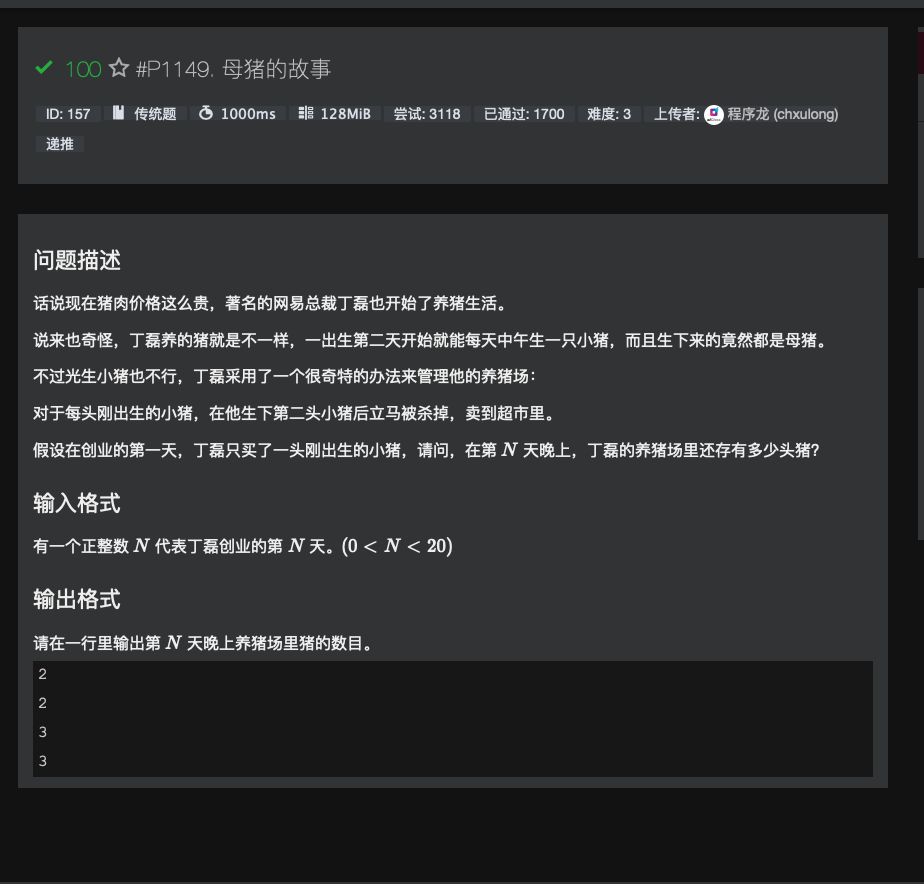 100 #P1149. 母猪的故事
ID: 157 传统题 1000ms 128MiB 尝试: 3118 已通过: 1700 难度: 3 上传者: 程序龙 (chxulong)
递推
问题描述
话说现在猪肉价格这么贵，著名的网易总裁丁磊也开始了养猪生活。
说来也奇怪，丁磊养的猪就是不一样，一出生第二天开始就能每天中午生一只小猪，而且生下来的竟然都是母猪。
不过光生小猪也不行，丁磊采用了一个很奇特的办法来管理他的养猪场：
对于每头刚出生的小猪，在他生下第二头小猪后立马被杀掉，卖到超市里。
假设在创业的第一天，丁磊只买了一头刚出生的小猪，请问，在第 N 天晚上，丁磊的养猪场里还存有多少头猪？
输入格式
有一个正整数 N 代表丁磊创业的第 N 天。(0 < N < 20)
输出格式
请在一行里输出第 N 天晚上养猪场里猪的数目。
2
2
3
3